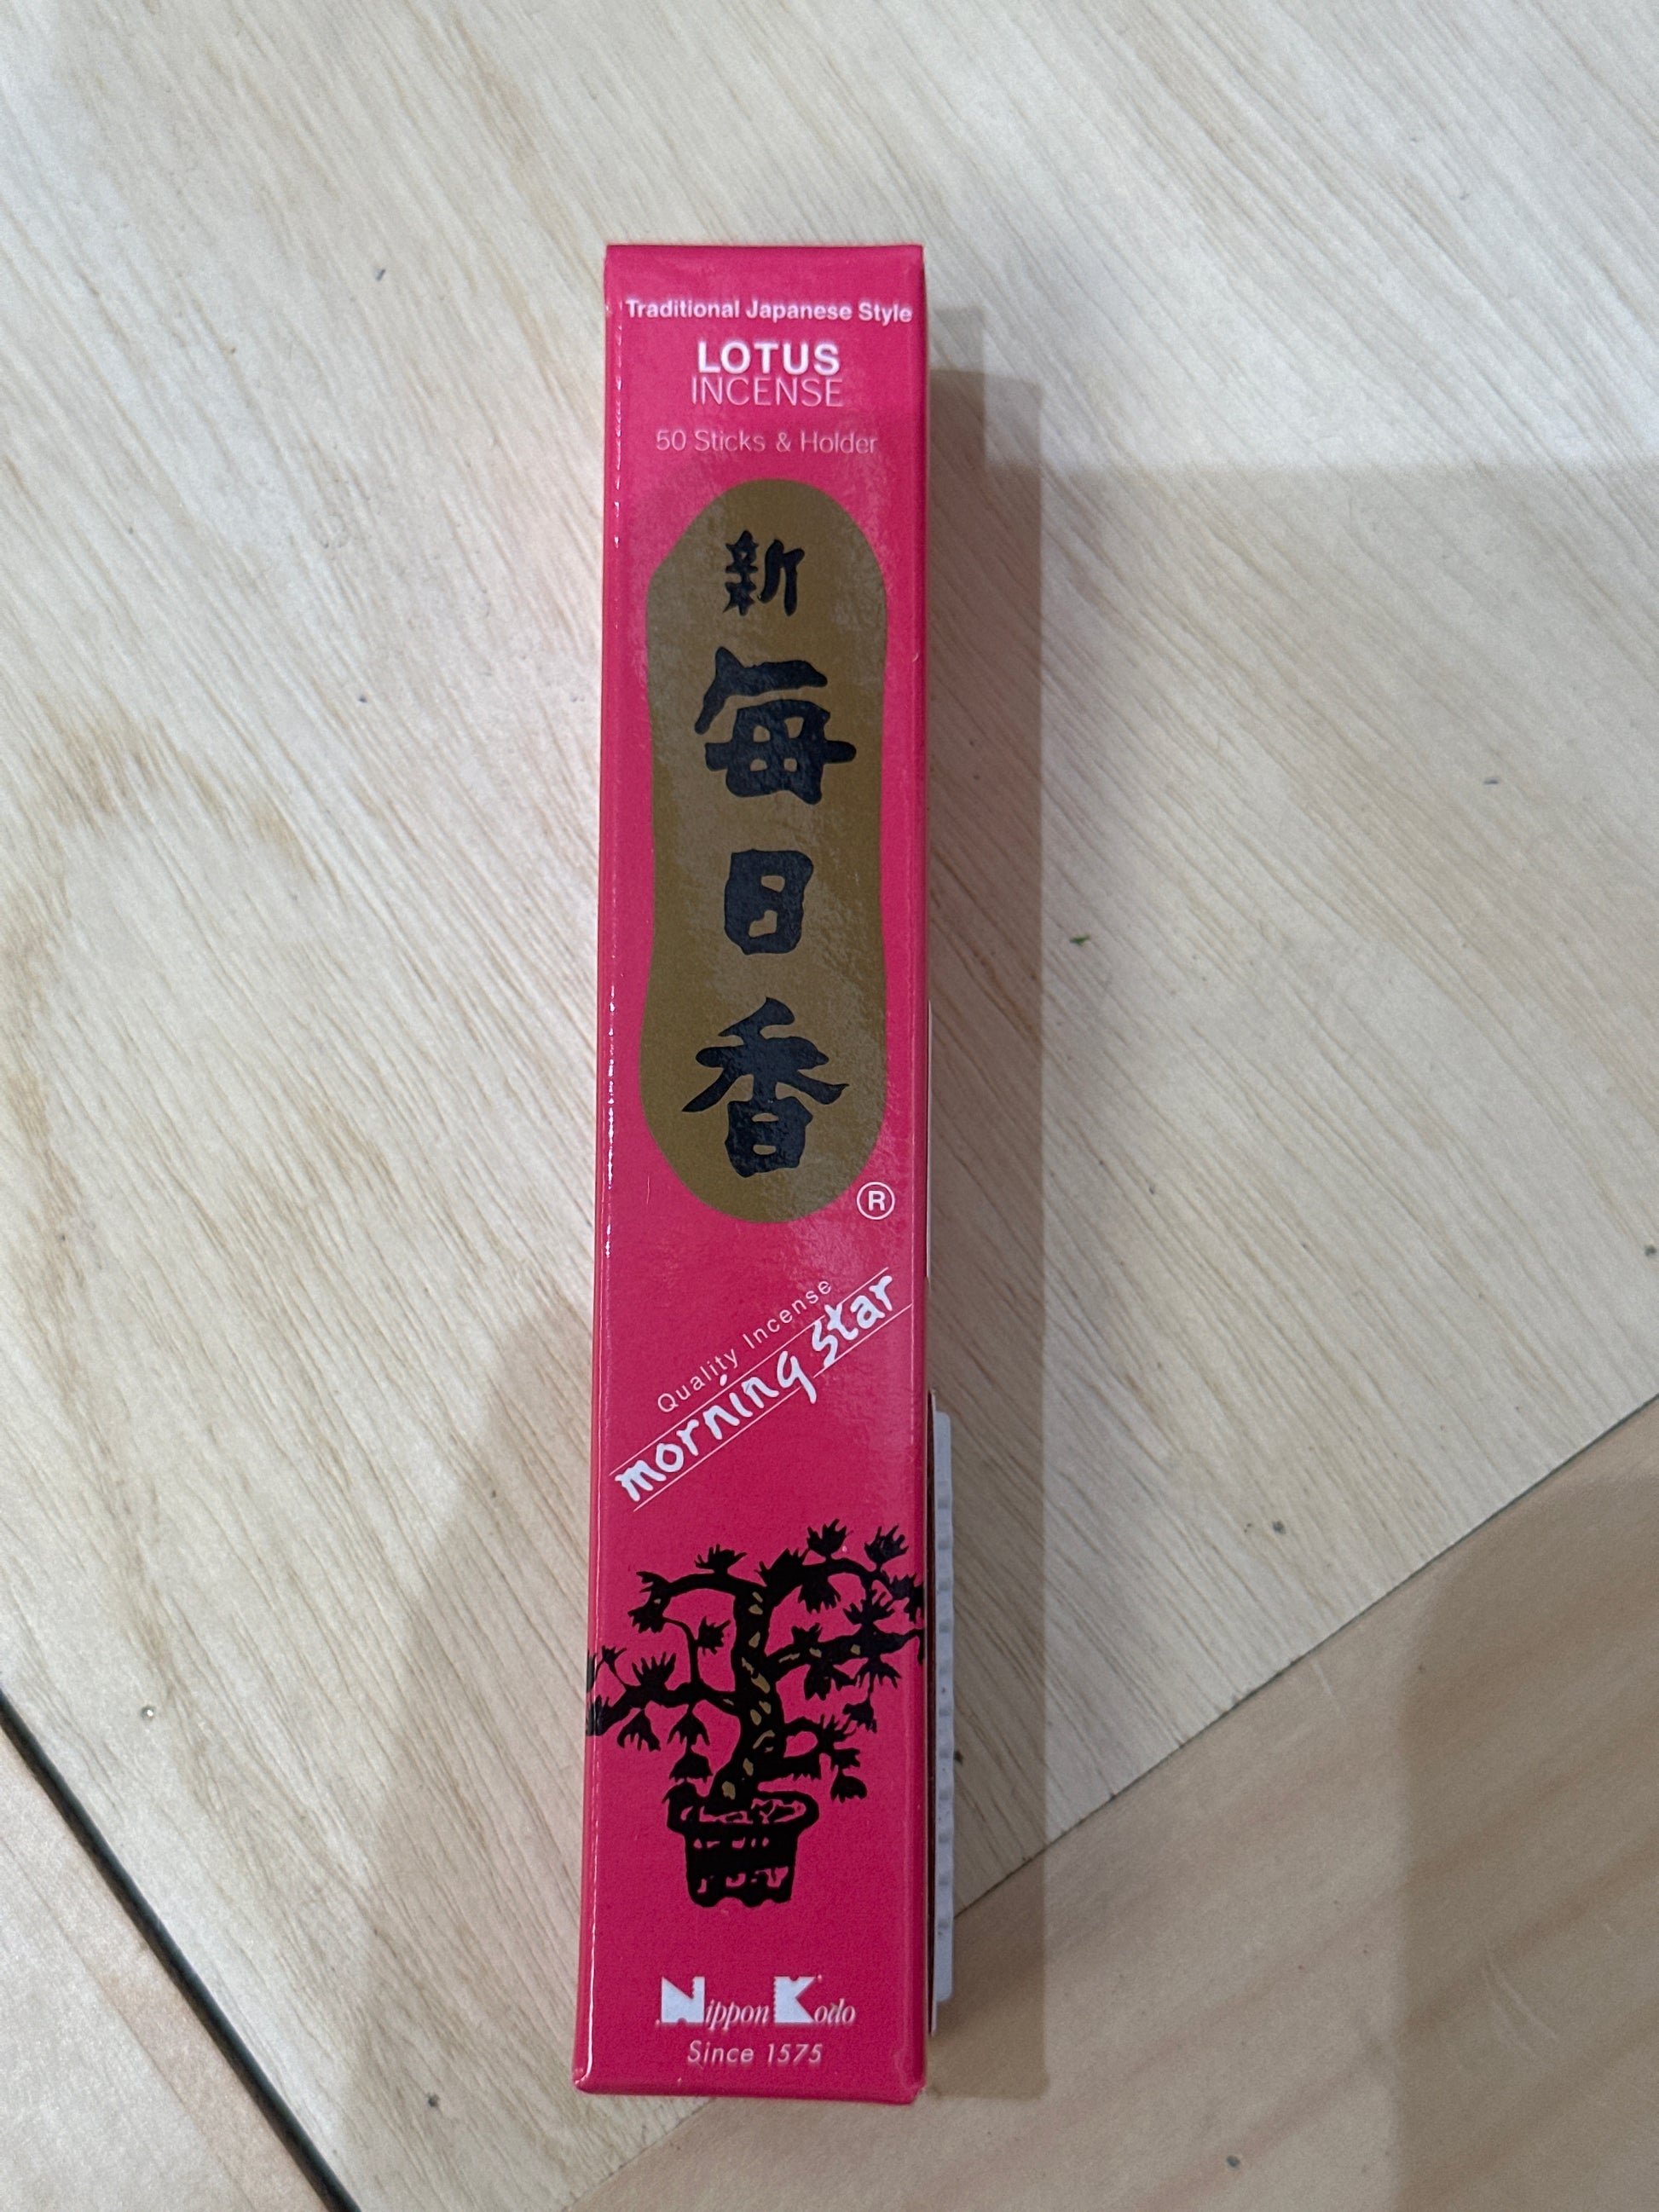 Traditional Japanese Style
LOTUS
INCENSE
50 Sticks & Holder
新
毎
日
香
®
Quality Incense
morning star
Nippon Kodo
Since 1575